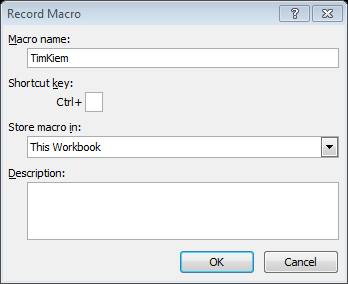 Record Macro
Macro name:
TimKiem
Shortcut key:
Ctrl+
Store macro in:
This Workbook
Description:
OK Cancel